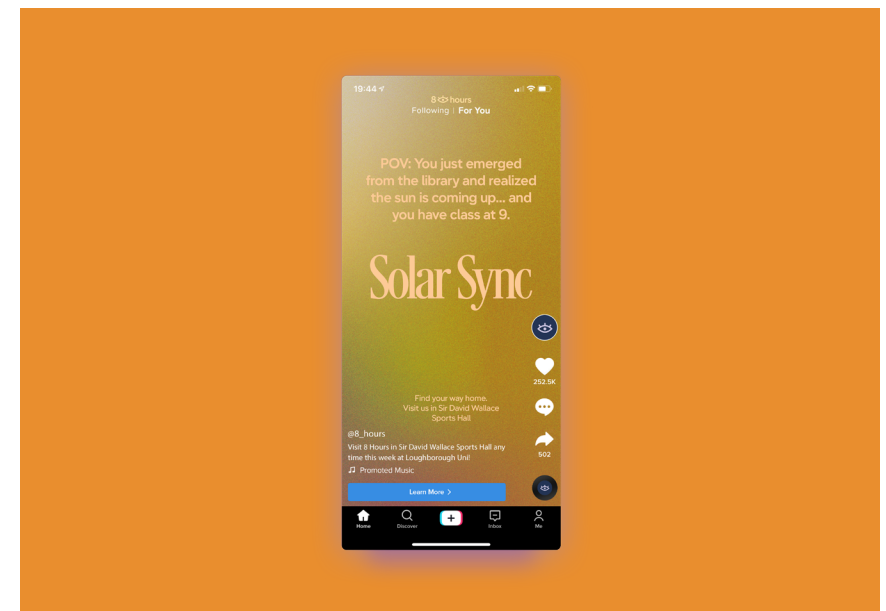 19:44
8 hours
Following | For You
POV: You just emerged
from the library and realized
the sun is coming up... and
you have class at 9.
Solar Sync
252.5K
Find your way home.
Visit us in Sir David Wallace
Sports Hall
@8_hours
Visit 8 Hours in Sir David Wallace Sports Hall any
time this week at Loughborough Uni!
502
Promoted Music
Learn More >
Home
Discover
Inbox
Me